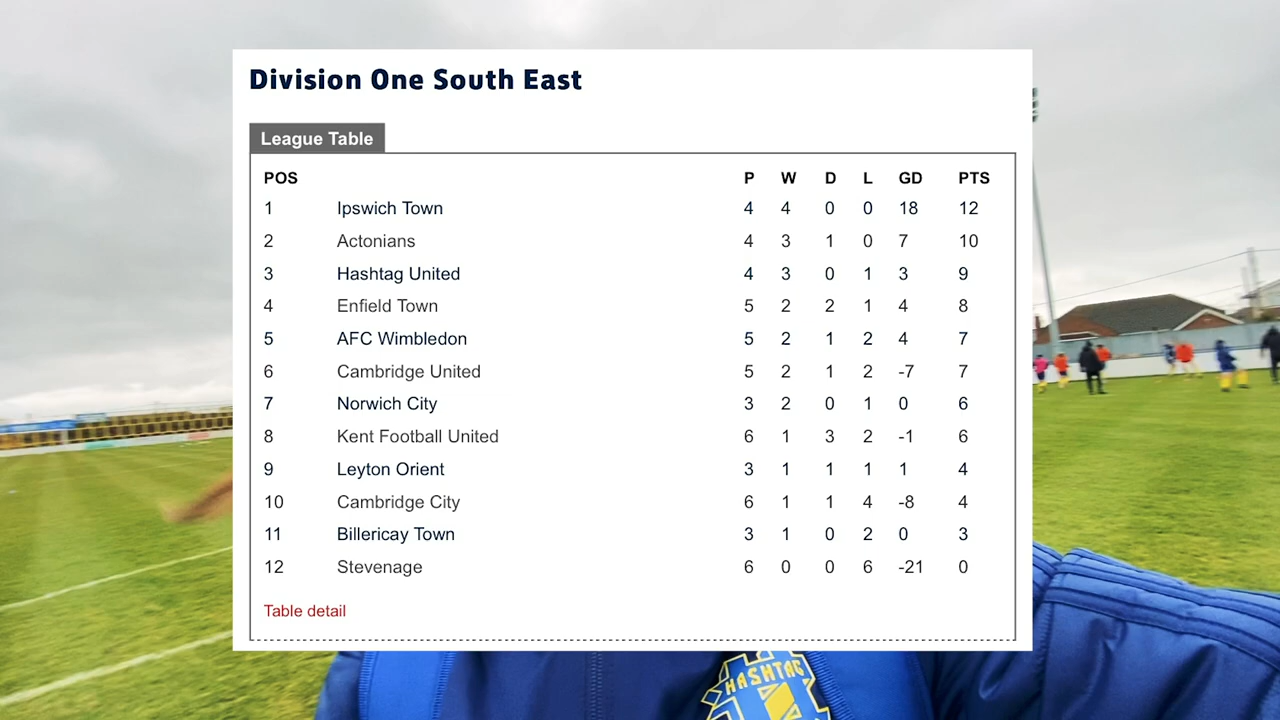 Division One South East
League Table
POS P W D L GD PTS
1 Ipswich Town 4 4 0 0 18 12
2 Actonians 4 3 1 0 7 10
3 Hashtag United 4 3 0 1 3 9
4 Enfield Town 5 2 2 1 4 8
5 AFC Wimbledon 5 2 1 2 4 7
6 Cambridge United 5 2 1 2 -7 7
7 Norwich City 3 2 0 1 0 6
8 Kent Football United 6 1 3 2 -1 6
9 Leyton Orient 3 1 1 1 1 4
10 Cambridge City 6 1 1 4 -8 4
11 Billericay Town 3 1 0 2 0 3
12 Stevenage 6 0 0 6 -21 0
Table detail
HASHTAG